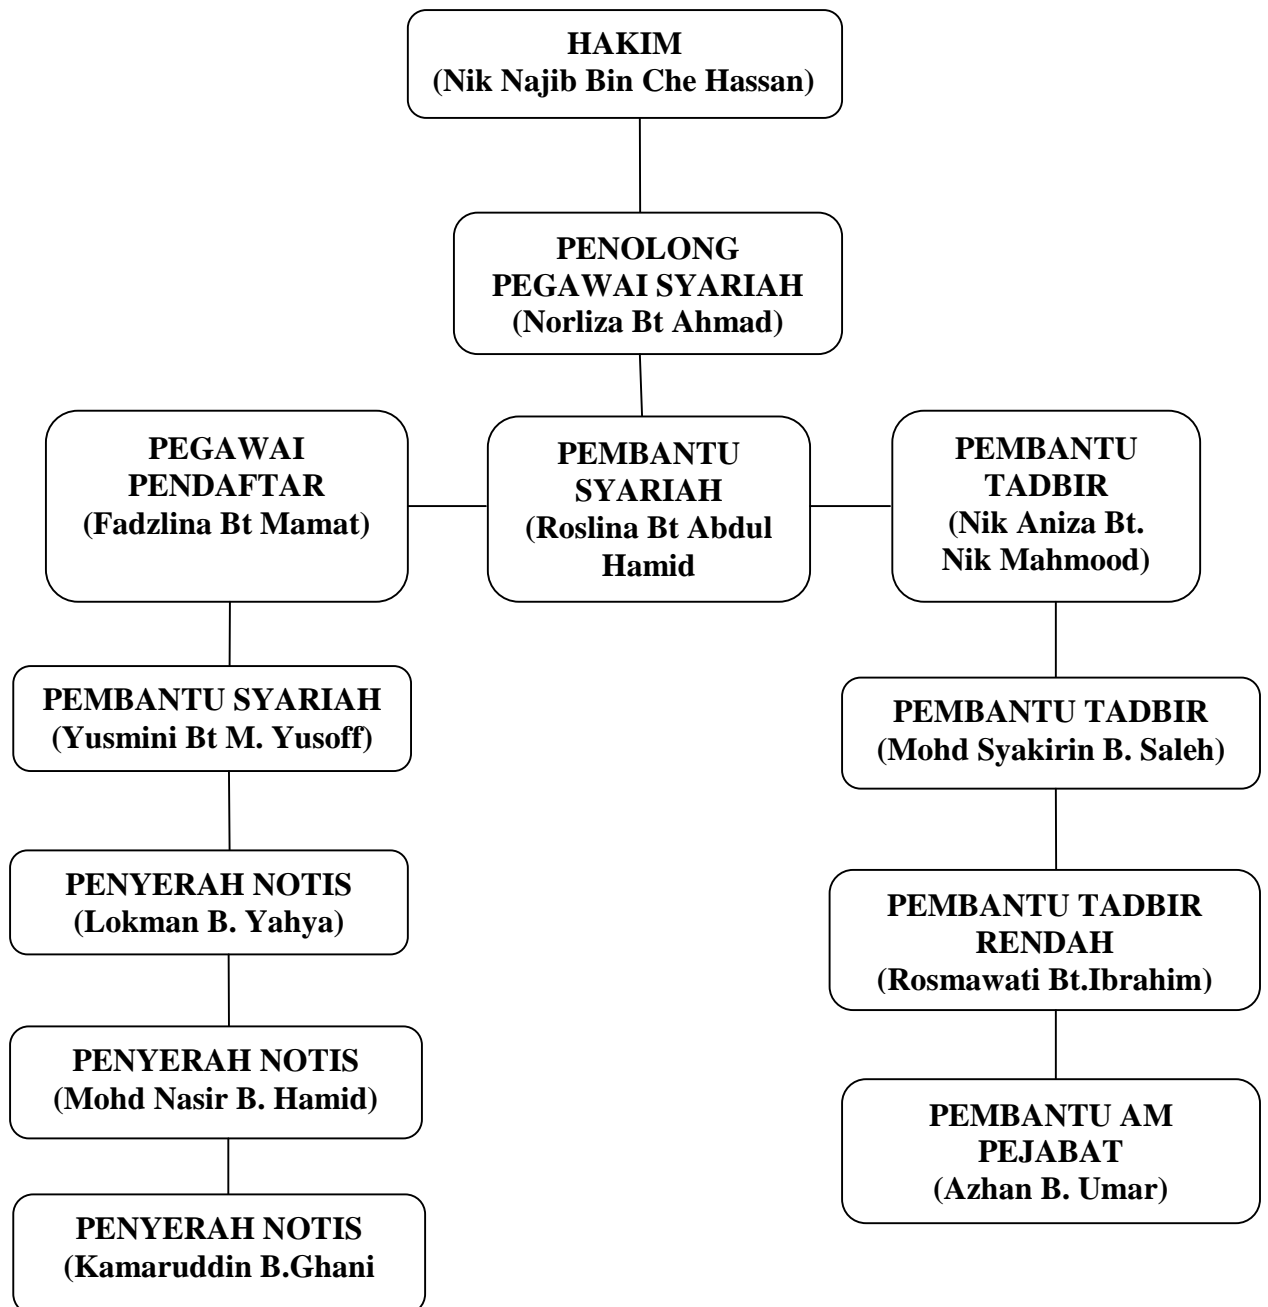 HAKIM
(Nik Najib Bin Che Hassan)
PENOLONG
PEGAWAI SYARIAH
(Norliza Bt Ahmad)
PEGAWAI
PENDAFTAR
(Fadzlina Bt Mamat)
PEMBANTU
SYARIAH
(Roslina Bt Abdul
Hamid
PEMBANTU
TADBIR
(Nik Aniza Bt.
Nik Mahmood)
PEMBANTU SYARIAH
(Yusmini Bt M. Yusoff)
PENYERAH NOTIS
(Lokman B. Yahya)
PENYERAH NOTIS
(Mohd Nasir B. Hamid)
PENYERAH NOTIS
(Kamaruddin B.Ghani
PEMBANTU TADBIR
(Mohd Syakirin B. Saleh)
PEMBANTU TADBIR
RENDAH
(Rosmawati Bt.Ibrahim)
PEMBANTU AM
PEJABAT
(Azhan B. Umar)